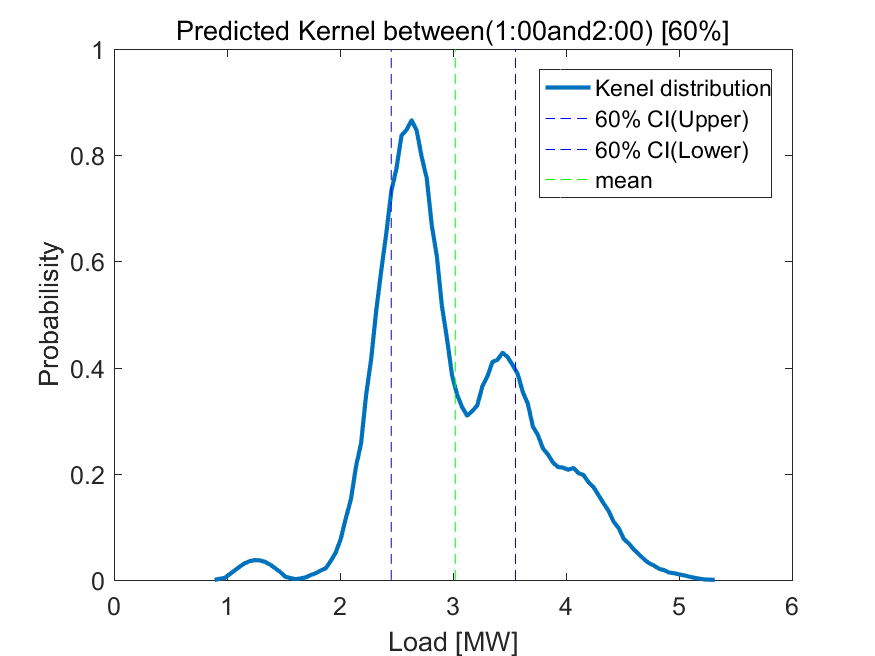 Predicted Kernel between(1:00and2:00) [60%]
Kenel distribution
60% CI(Upper)
60% CI(Lower)
mean
Probabilisity
1
0.8
0.6
0.4
0.2
0
0 1 2 3 4 5 6
Load [MW]